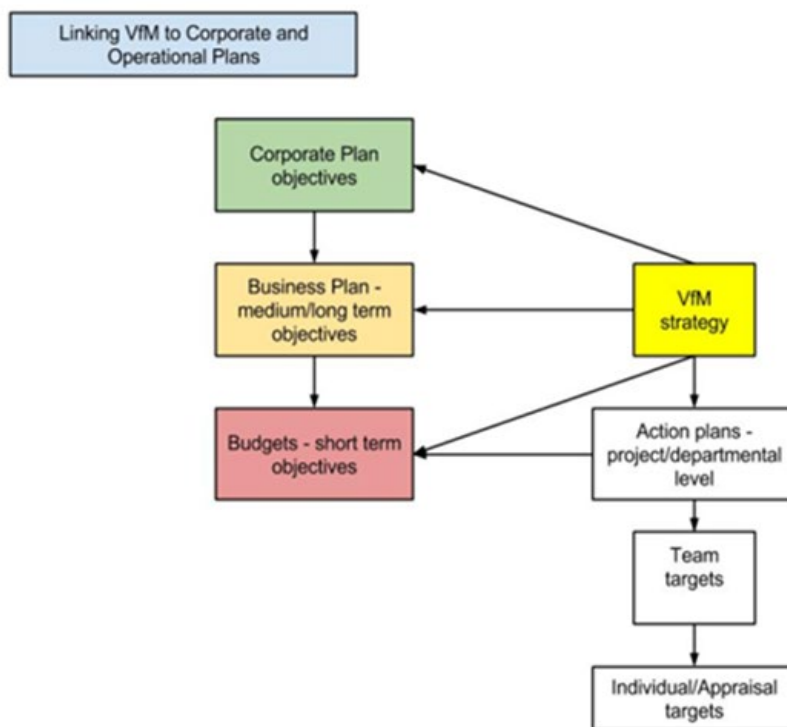 Linking VfM to Corporate and
Operational Plans
Corporate Plan
objectives
Business Plan -
medium/long term
objectives
VfM
strategy
Budgets - short term
objectives
Action plans -
project/departmental
level
Team
targets
Individual/Appraisal
targets